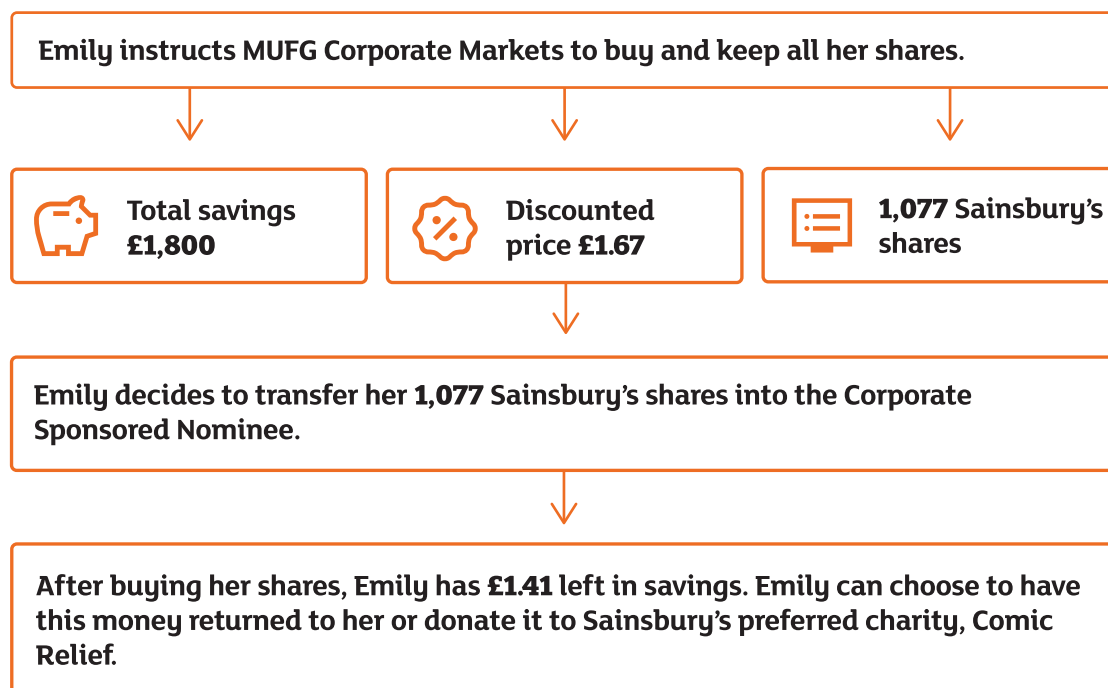 Emily instructs MUFG Corporate Markets to buy and keep all her shares.
Total savings
£1,800
Discounted
price £1.67
1,077 Sainsbury’s
shares
Emily decides to transfer her 1,077 Sainsbury’s shares into the Corporate
Sponsored Nominee.
After buying her shares, Emily has £1.41 left in savings. Emily can choose to have
this money returned to her or donate it to Sainsbury’s preferred charity, Comic
Relief.